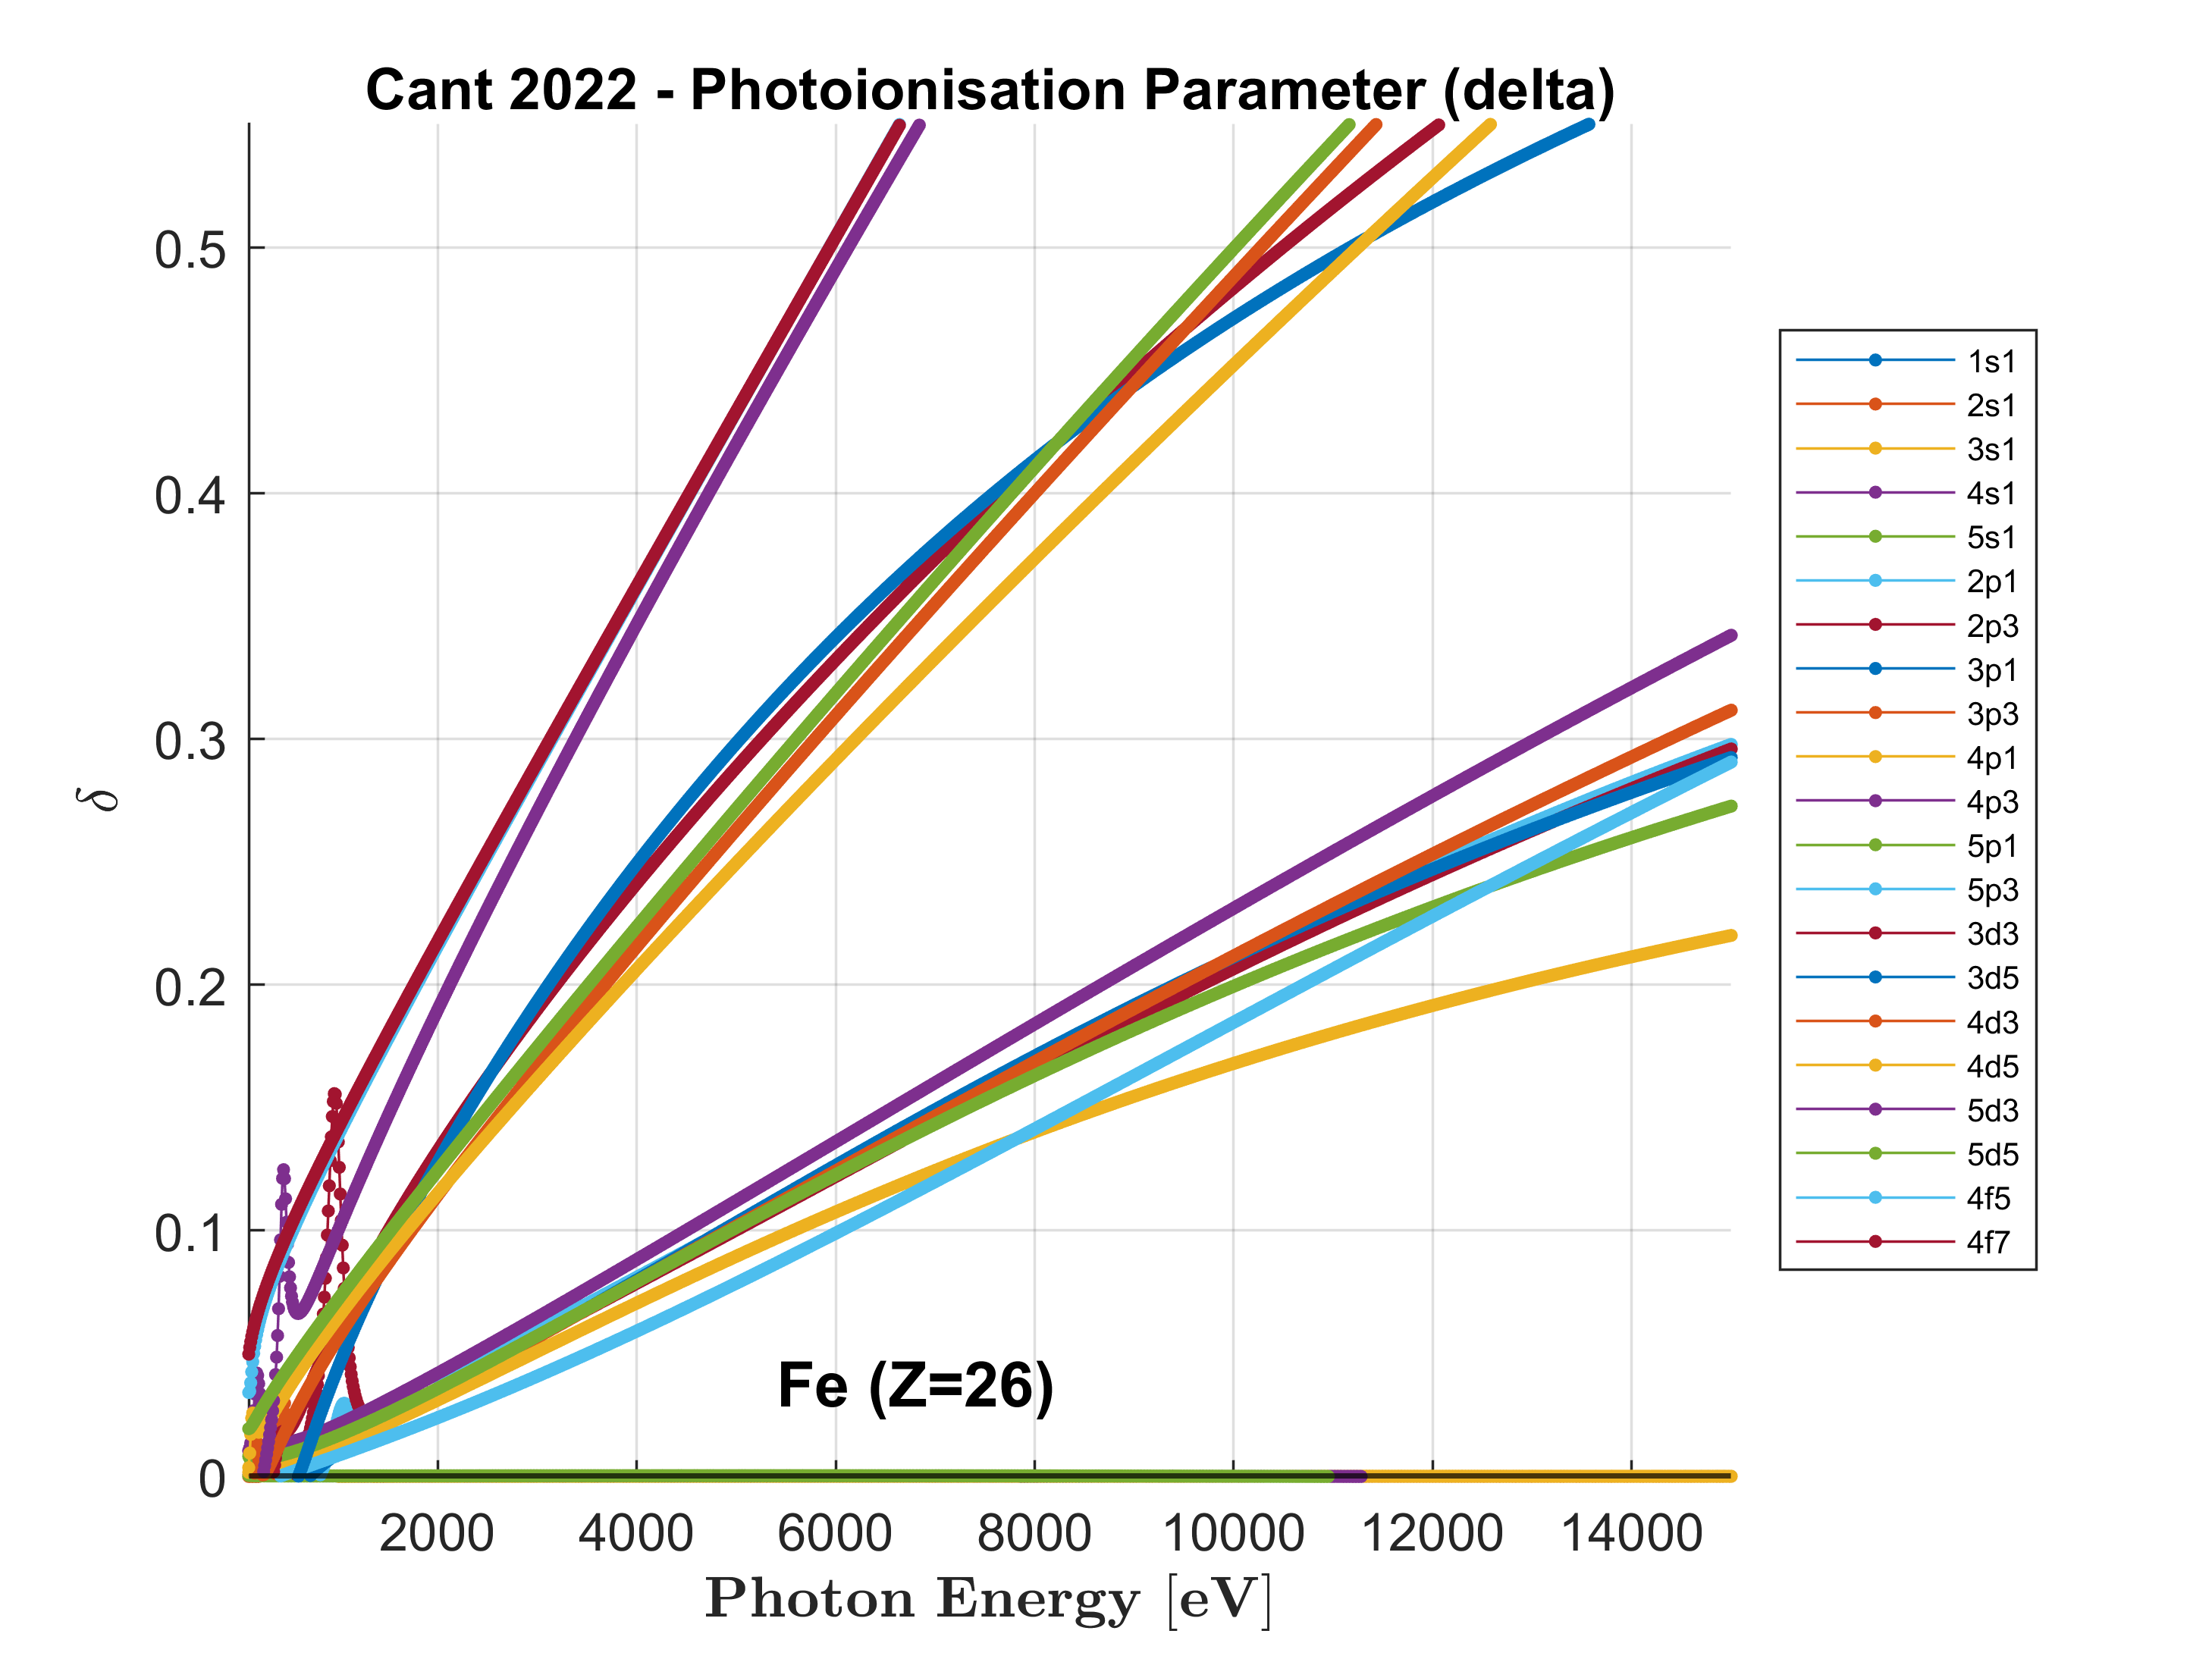 Cant 2022 - Photoionisation Parameter (delta)
0.5
0.4
0.3
0.2
0.1
0
δ
2000 4000 6000 8000 10000 12000 14000
Photon Energy [eV]
Fe (Z=26)
1s1
2s1
3s1
4s1
5s1
2p1
2p3
3p1
3p3
4p1
4p3
5p1
5p3
3d3
3d5
4d3
4d5
5d3
5d5
4f5
4f7